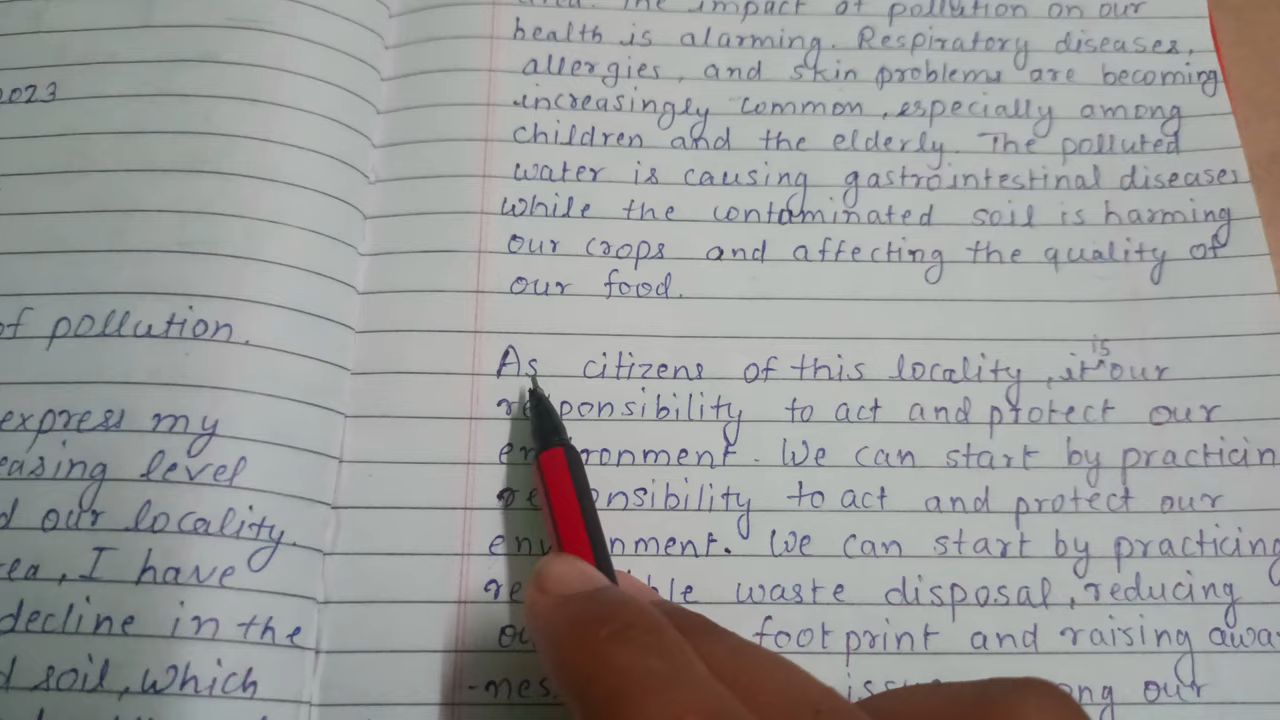 2023
of pollution.
express my
easing level
d our locality.
ea, I have
decline in the
d soil, which
The impact of pollution on our
health is alarming. Respiratory diseases,
allergies, and skin problems are becoming
increasingly common, especially among
children and the elderly. The polluted
water is causing gastrointestinal diseases
while the contaminated soil is harming
our crops and affecting the quality of
our food.
As citizens of this locality, it is our
responsibility to act and protect our
environment. We can start by practicin
responsibility to act and protect our
environment. We can start by practicing
waste disposal, reducing
footprint and raising awa
-nes among our